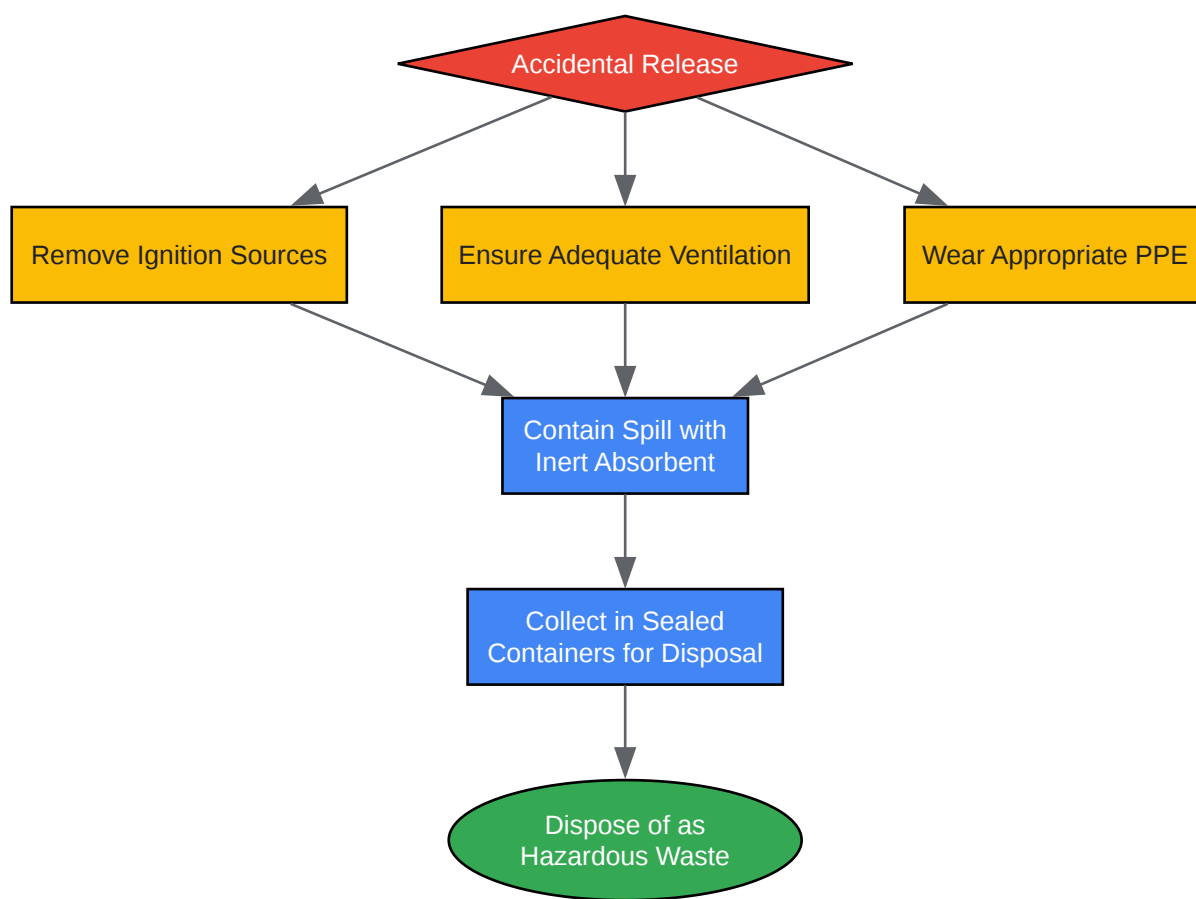 Accidental Release
Remove Ignition Sources
Ensure Adequate Ventilation
Wear Appropriate PPE
Contain Spill with
Inert Absorbent
Collect in Sealed
Containers for Disposal
Dispose of as
Hazardous Waste